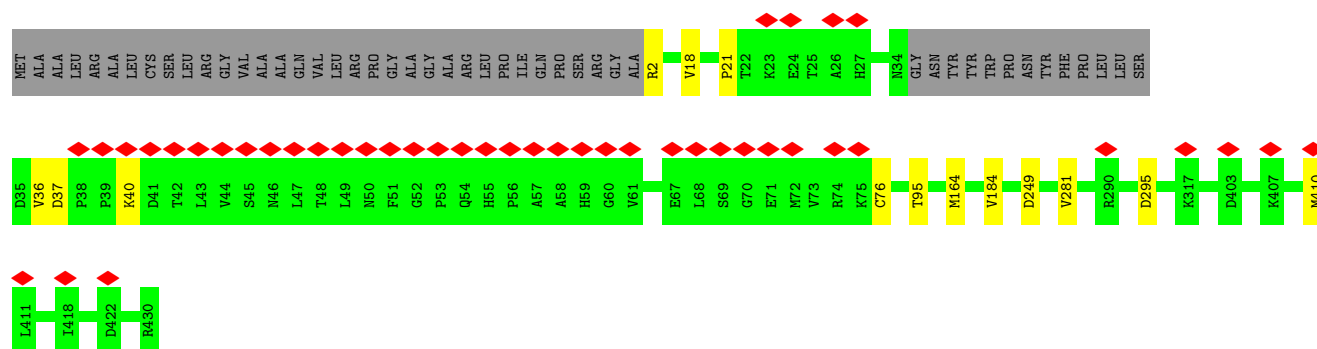 MET ALA ALA LEU ARG ALA LEU CYS SER LEU ARG GLY VAL ALA ALA GLN VAL LEU ARG PRO GLY ALA GLY ALA ARG LEU PRO ILE GLN PRO SER ARG GLY ALA R2 V18 P21 T22 K23 E24 T25 A26 H27 N34 GLY ASN TYR TYR TRP PRO ASN TYR PHE PRO LEU LEU SER
D35 V36 D37 P38 P39 K40 D41 T42 L43 V44 S45 N46 L47 T48 L49 N50 F51 G52 P53 Q54 H55 P56 A57 A58 H59 G60 V61 E67 L68 S69 G70 E71 M72 V73 R74 K75 C76 T95 M164 V184 D249 V281 R290 D295 K317 D403 K407 M410
L411 I418 D422 R430